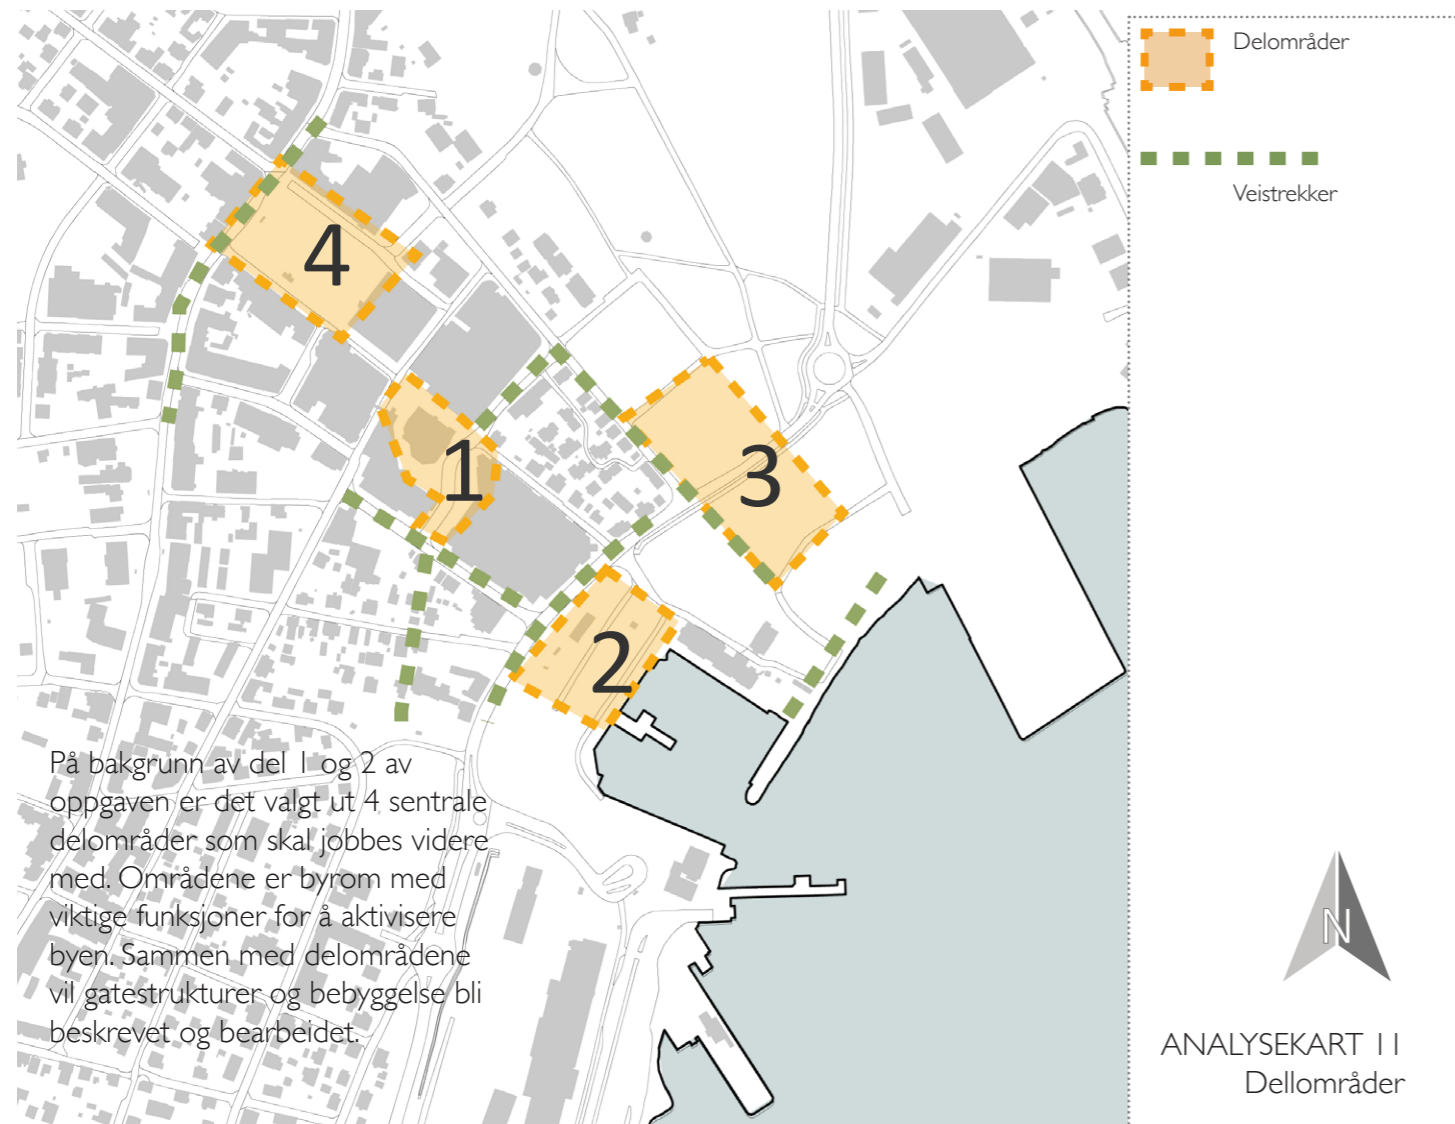 Delområder
Veistrekker
4
1
3
2
På bakgrunn av del 1 og 2 av
oppgaven er det valgt ut 4 sentrale
delområder som skal jobbes videre
med. Områdene er byrom med
viktige funksjoner for å aktivisere
byen. Sammen med delområdene
vil gatestrukturer og bebyggelse bli
beskrevet og bearbeidet.
N
ANALYSEKART 11
Dellområder